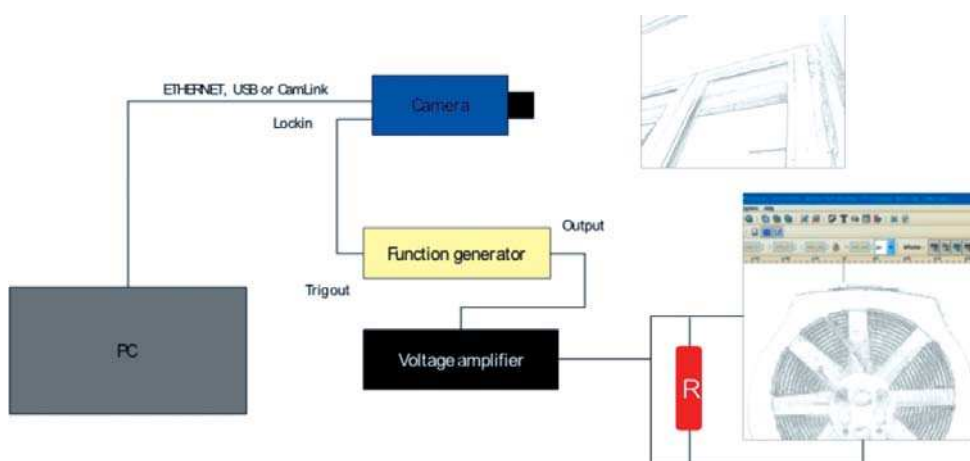 ETHERNET, USB or CamLink
Camera
Lockin
Output
Function generator
Trigout
PC
Voltage amplifier
R